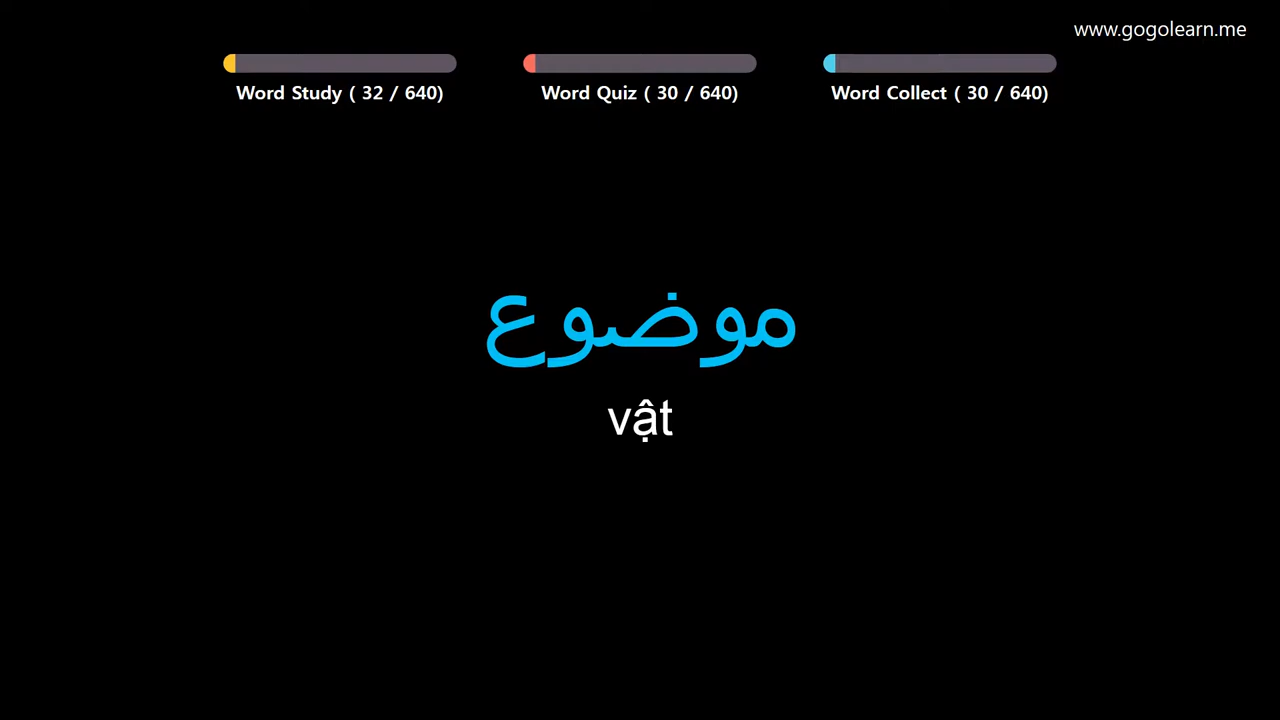 www.gogolearn.me
Word Study ( 32 / 640)
Word Quiz ( 30 / 640)
Word Collect ( 30 / 640)
موضوع
vật